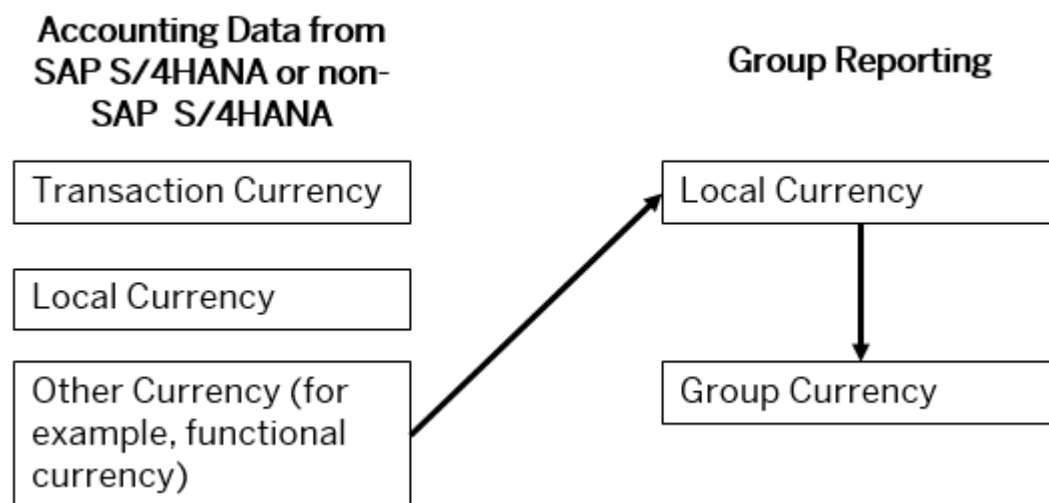 Accounting Data from
SAP S/4HANA or non-
SAP S/4HANA
Group Reporting
Transaction Currency
Local Currency
Local Currency
Other Currency (for
example, functional
currency)
Group Currency